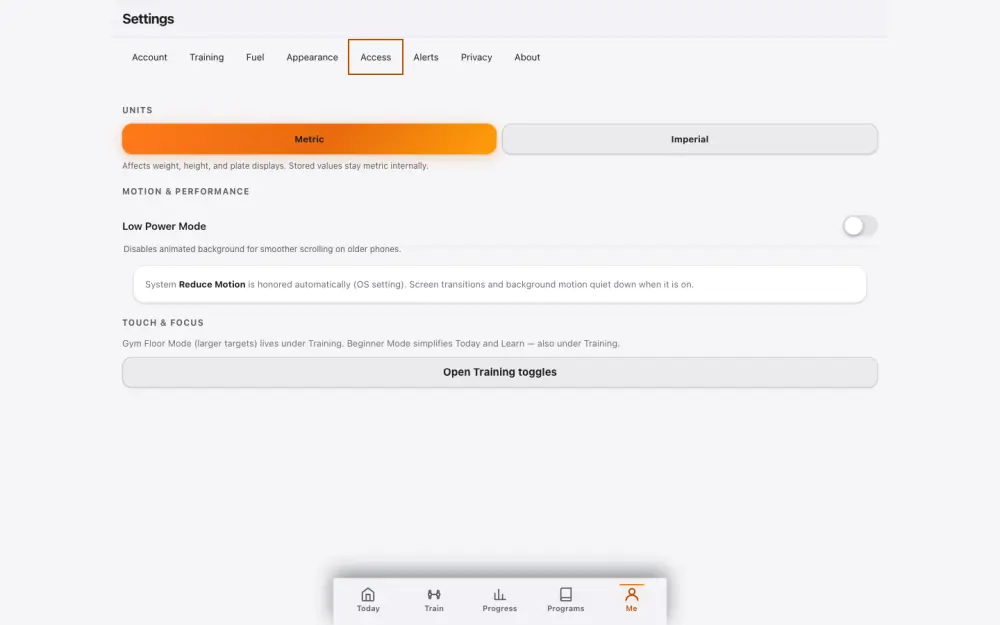 Settings
Account Training Fuel Appearance Access Alerts Privacy About
UNITS
Metric Imperial
Affects weight, height, and plate displays. Stored values stay metric internally.
MOTION & PERFORMANCE
Low Power Mode
Disables animated background for smoother scrolling on older phones.
System Reduce Motion is honored automatically (OS setting). Screen transitions and background motion quiet down when it is on.
TOUCH & FOCUS
Gym Floor Mode (larger targets) lives under Training. Beginner Mode simplifies Today and Learn — also under Training.
Open Training toggles
Today Train Progress Programs Me